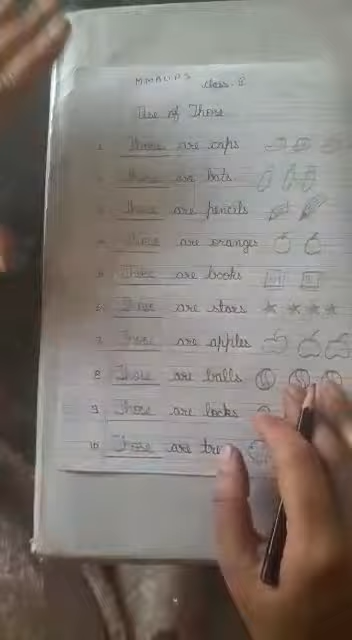 class. II
Use of Those
1. Those are caps
2. Those are bats
3. Those are pencils
4. Those are oranges
5. Those are books
6. Those are stars
7. Those are apples
8. Those are balls
9. Those are locks
10. Those are tre